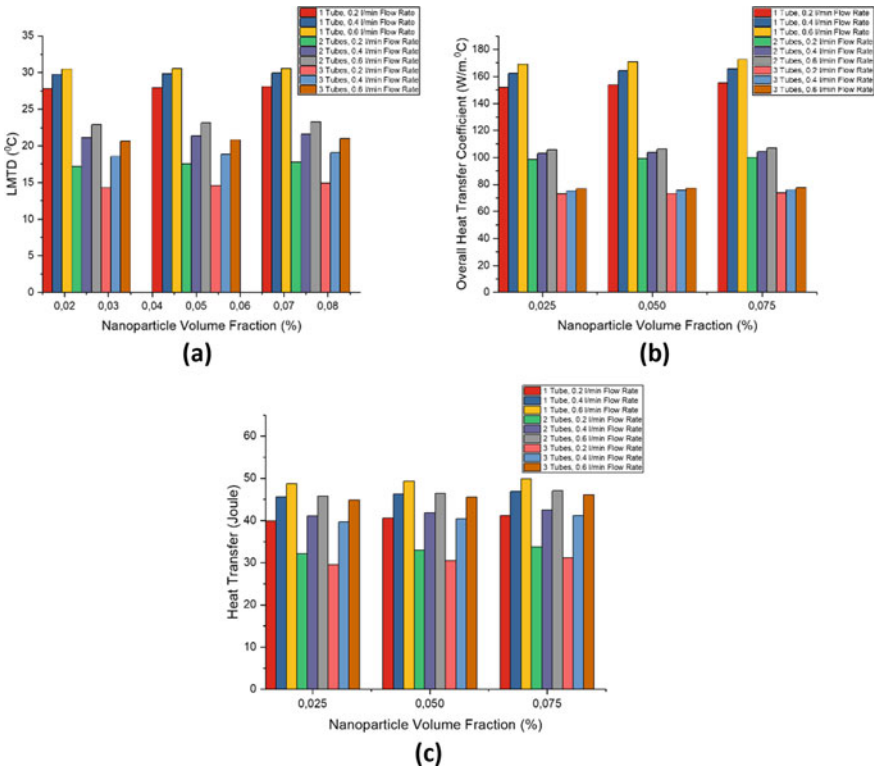 1 Tube, 0.2 l/min Flow Rate
1 Tube, 0.4 l/min Flow Rate
1 Tube, 0.6 l/min Flow Rate
2 Tubes, 0.2 l/min Flow Rate
2 Tubes, 0.4 l/min Flow Rate
2 Tubes, 0.6 l/min Flow Rate
3 Tubes, 0.2 l/min Flow Rate
3 Tubes, 0.4 l/min Flow Rate
3 Tubes, 0.6 l/min Flow Rate
LMTD (⁰C)
35
30
25
20
15
10
5
0
0,02 0,03 0,04 0,05 0,06 0,07 0,08
Nanoparticle Volume Fraction (%)
(a)
1 Tube, 0.2 l/min Flow Rate
1 Tube, 0.4 l/min Flow Rate
1 Tube, 0.6 l/min Flow Rate
2 Tubes, 0.2 l/min Flow Rate
2 Tubes, 0.4 l/min Flow Rate
2 Tubes, 0.6 l/min Flow Rate
3 Tubes, 0.2 l/min Flow Rate
3 Tubes, 0.4 l/min Flow Rate
3 Tubes, 0.6 l/min Flow Rate
Overall Heat Transfer Coefficient (W/m.⁰C)
180
160
140
120
100
80
60
40
20
0
0,025 0,050 0,075
Nanoparticle Volume Fraction (%)
(b)
1 Tube, 0.2 l/min Flow Rate
1 Tube, 0.4 l/min Flow Rate
1 Tube, 0.6 l/min Flow Rate
2 Tubes, 0.2 l/min Flow Rate
2 Tubes, 0.4 l/min Flow Rate
2 Tubes, 0.6 l/min Flow Rate
3 Tubes, 0.2 l/min Flow Rate
3 Tubes, 0.4 l/min Flow Rate
3 Tubes, 0.6 l/min Flow Rate
Heat Transfer (Joule)
60
50
40
30
20
10
0
0,025 0,050 0,075
Nanoparticle Volume Fraction (%)
(c)